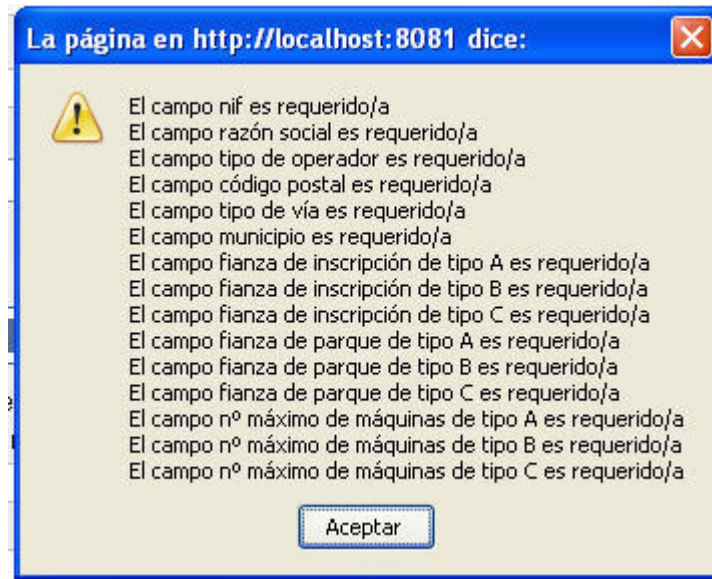 La página en http://localhost:8081 dice:
El campo nif es requerido/a
El campo razón social es requerido/a
El campo tipo de operador es requerido/a
El campo código postal es requerido/a
El campo tipo de vía es requerido/a
El campo municipio es requerido/a
El campo fianza de inscripción de tipo A es requerido/a
El campo fianza de inscripción de tipo B es requerido/a
El campo fianza de inscripción de tipo C es requerido/a
El campo fianza de parque de tipo A es requerido/a
El campo fianza de parque de tipo B es requerido/a
El campo fianza de parque de tipo C es requerido/a
El campo nº máximo de máquinas de tipo A es requerido/a
El campo nº máximo de máquinas de tipo B es requerido/a
El campo nº máximo de máquinas de tipo C es requerido/a
Aceptar